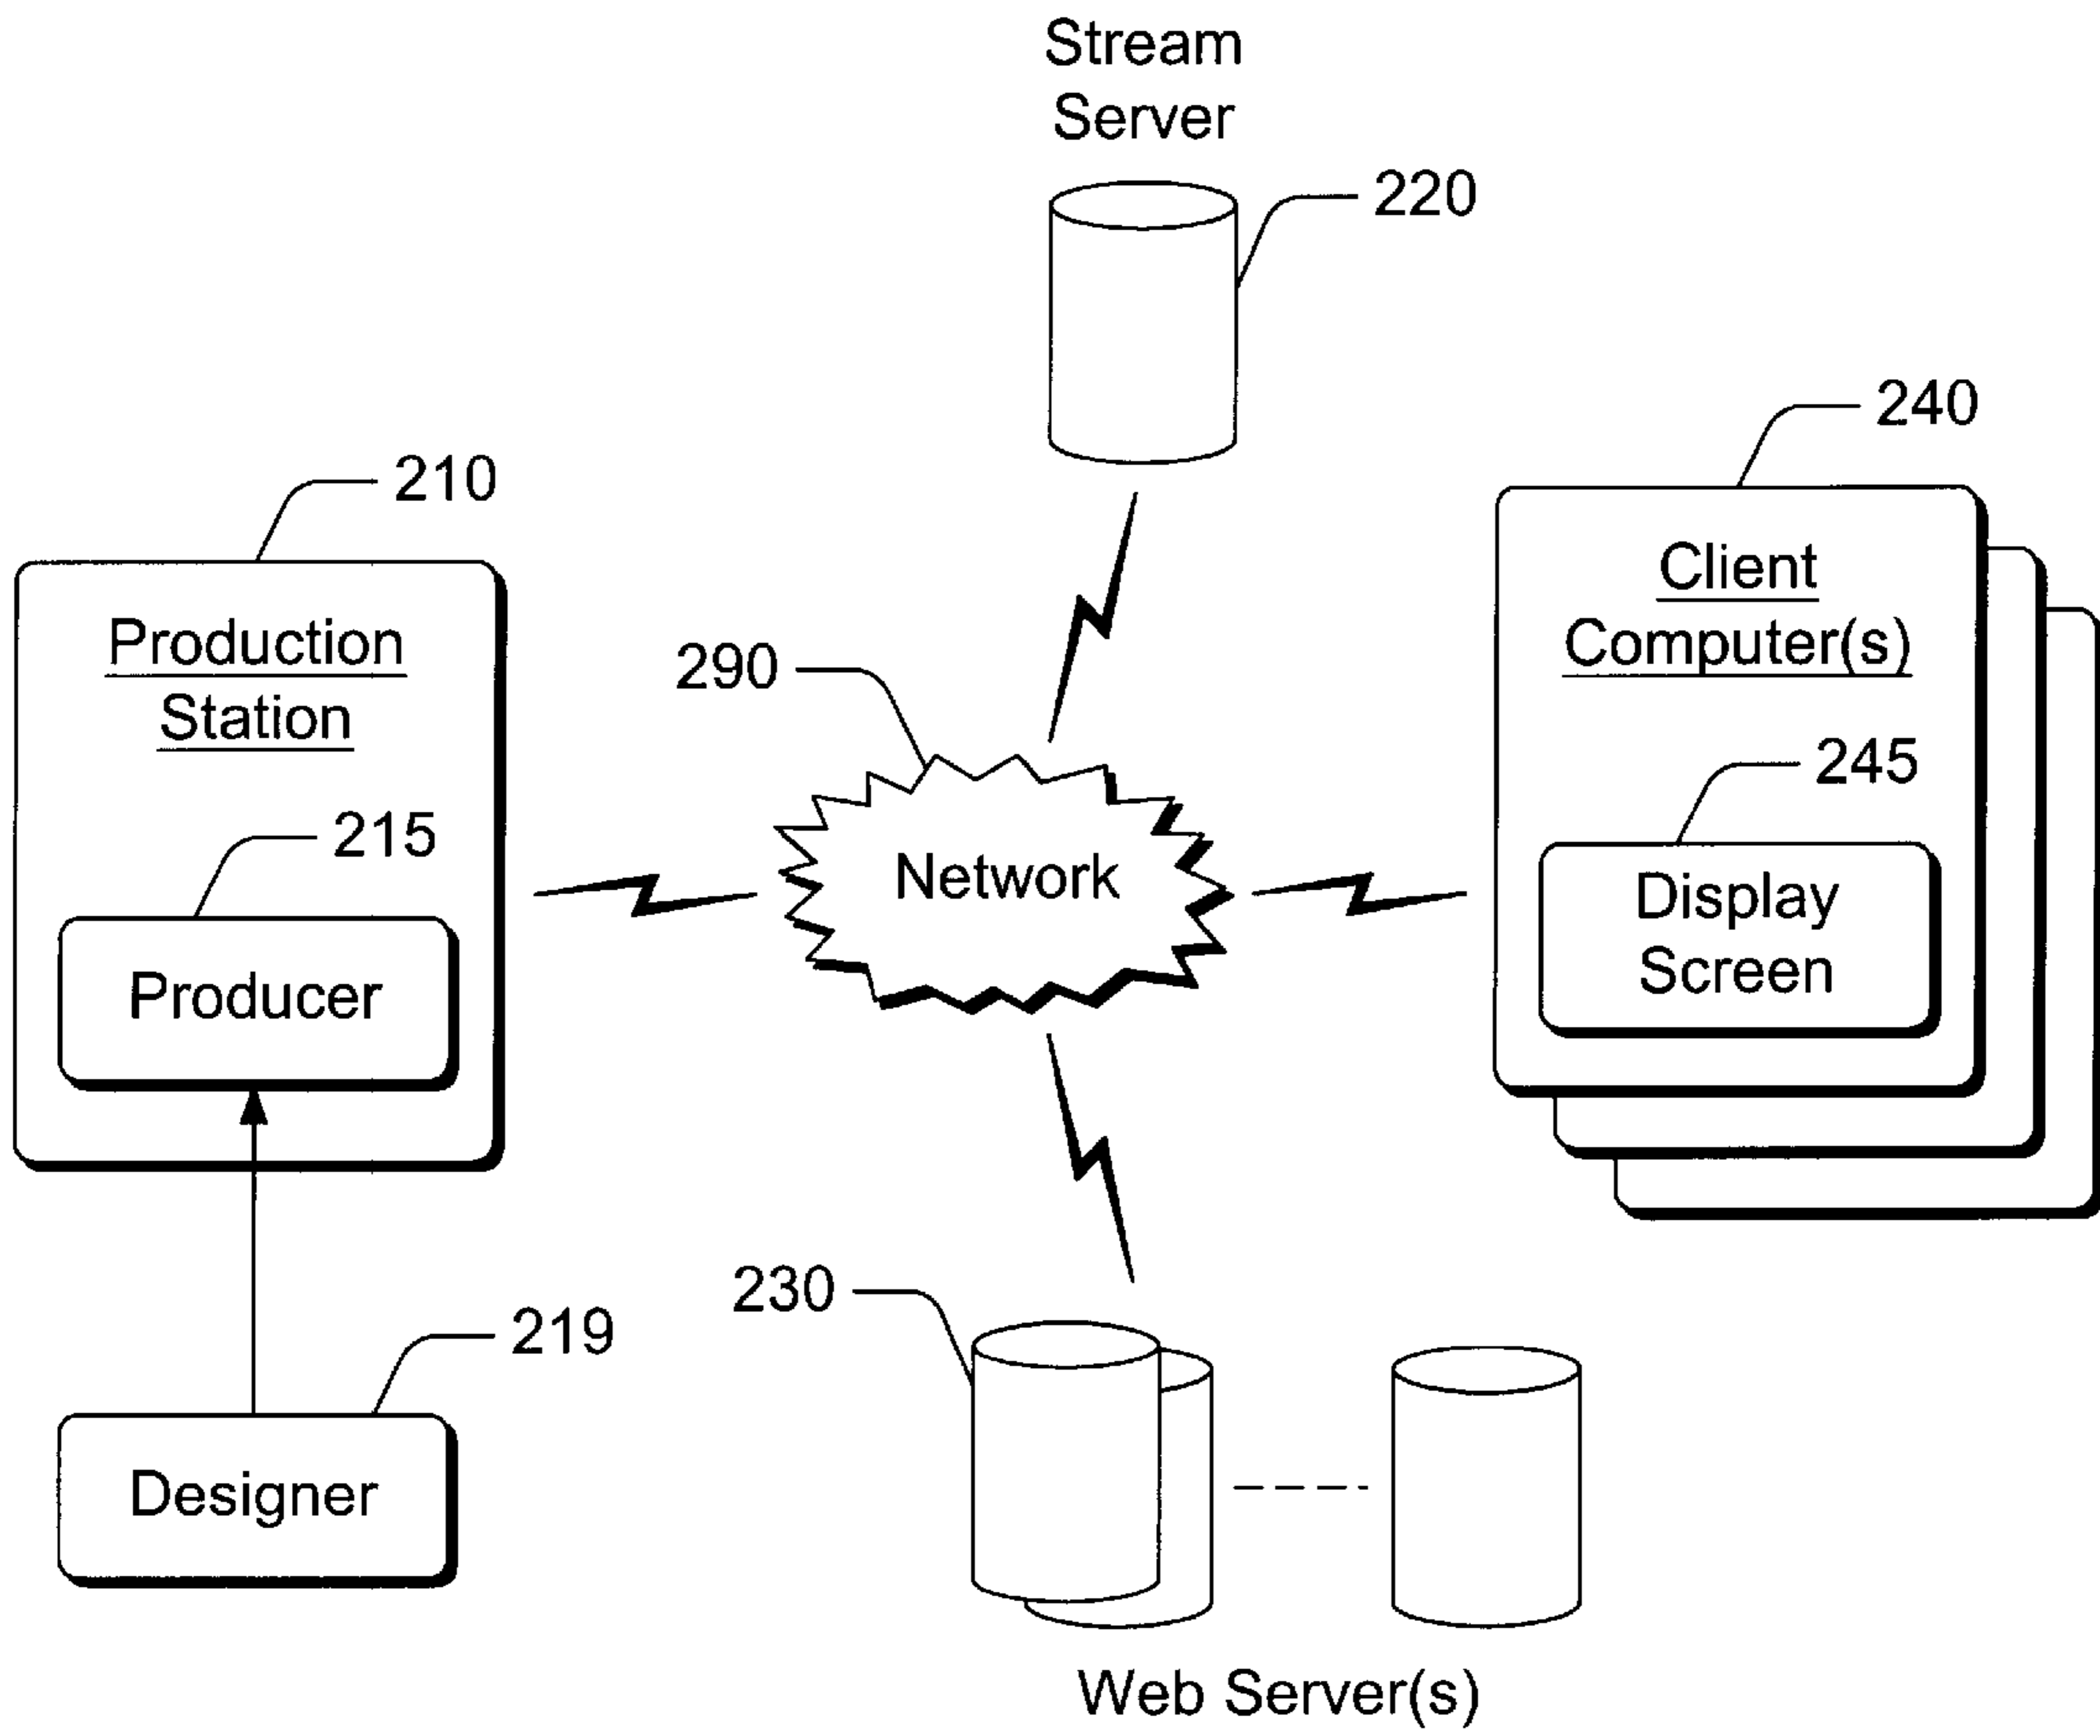 Stream
Server
220
240
210
Client
Computer(s)
Production
Station
290
245
215
Network
Display
Screen
Producer
230
219
Designer
Web Server(s)